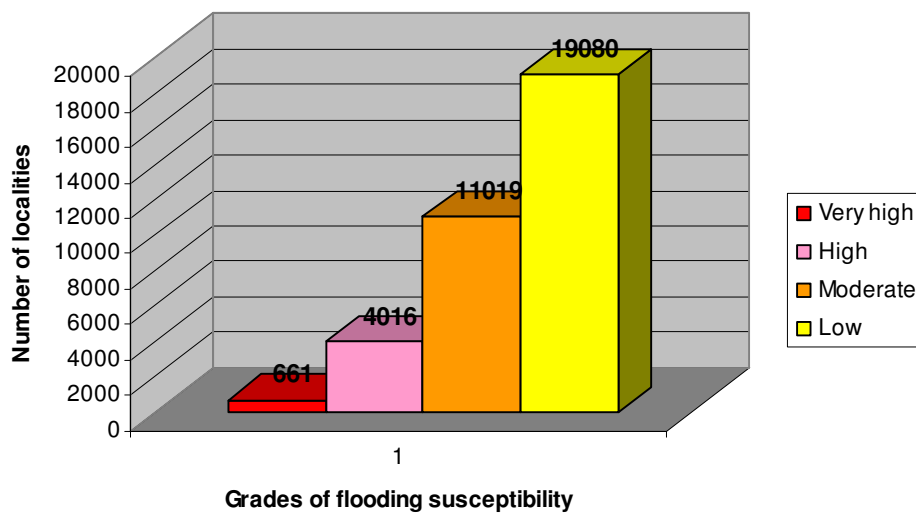 Number of localities
20000
18000
16000
14000
12000
10000
8000
6000
4000
2000
0
661
4016
11019
19080
1
Grades of flooding susceptibility
Very high
High
Moderate
Low